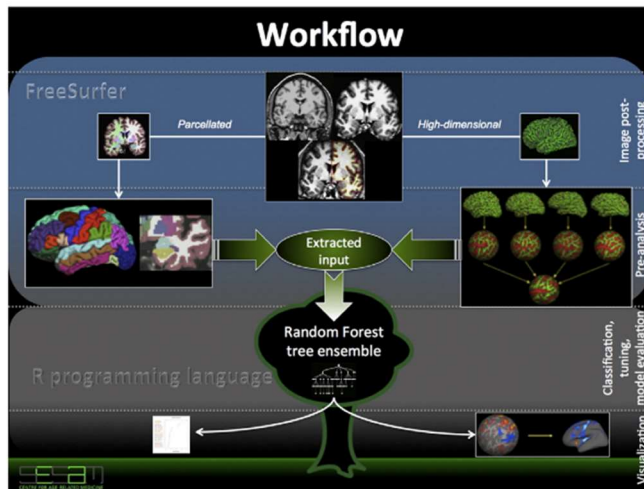 Workflow
FreeSurfer
Parcellated
High-dimensional
Image post-
processing
Extracted
input
Pre-analysis
Random Forest
tree ensemble
R programming language
Classification,
tuning,
model evaluation
Visualization
SESAM
CENTRE FOR AGE RELATED MEDICINE